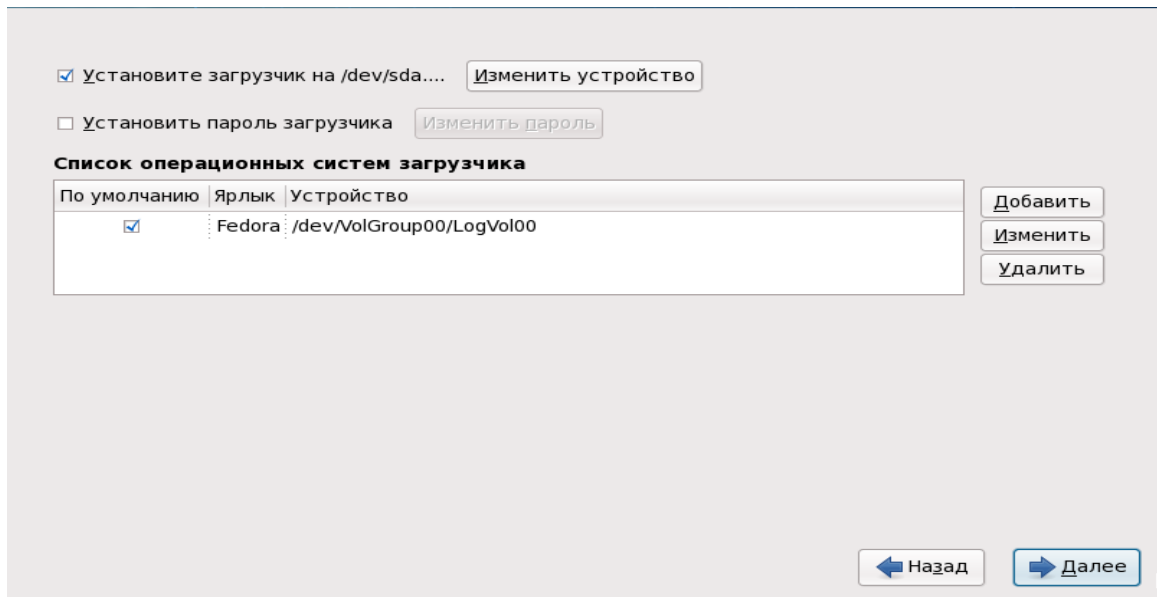 Установите загрузчик на /dev/sda.... Изменить устройство
Установить пароль загрузчика Изменить пароль
Список операционных систем загрузчика
По умолчанию Ярлык Устройство
Fedora /dev/VolGroup00/LogVol00
Добавить
Изменить
Удалить
Назад Далее